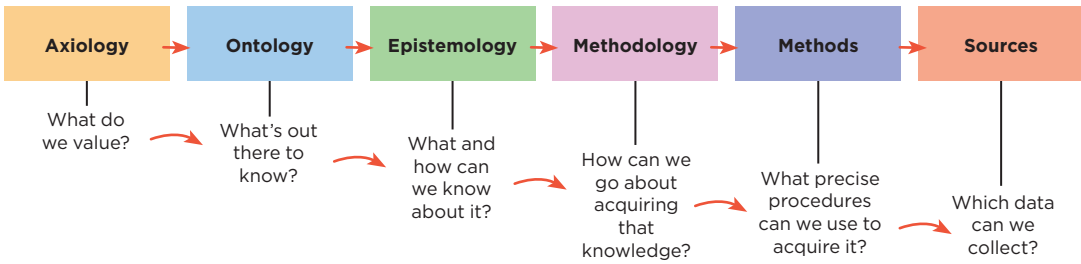 Axiology
Ontology
Epistemology
Methodology
Methods
Sources
What do
we value?
What's out
there to
know?
What and
how can
we know
about it?
How can we
go about
acquiring
that
knowledge?
What precise
procedures
can we use to
acquire it?
Which data
can we
collect?